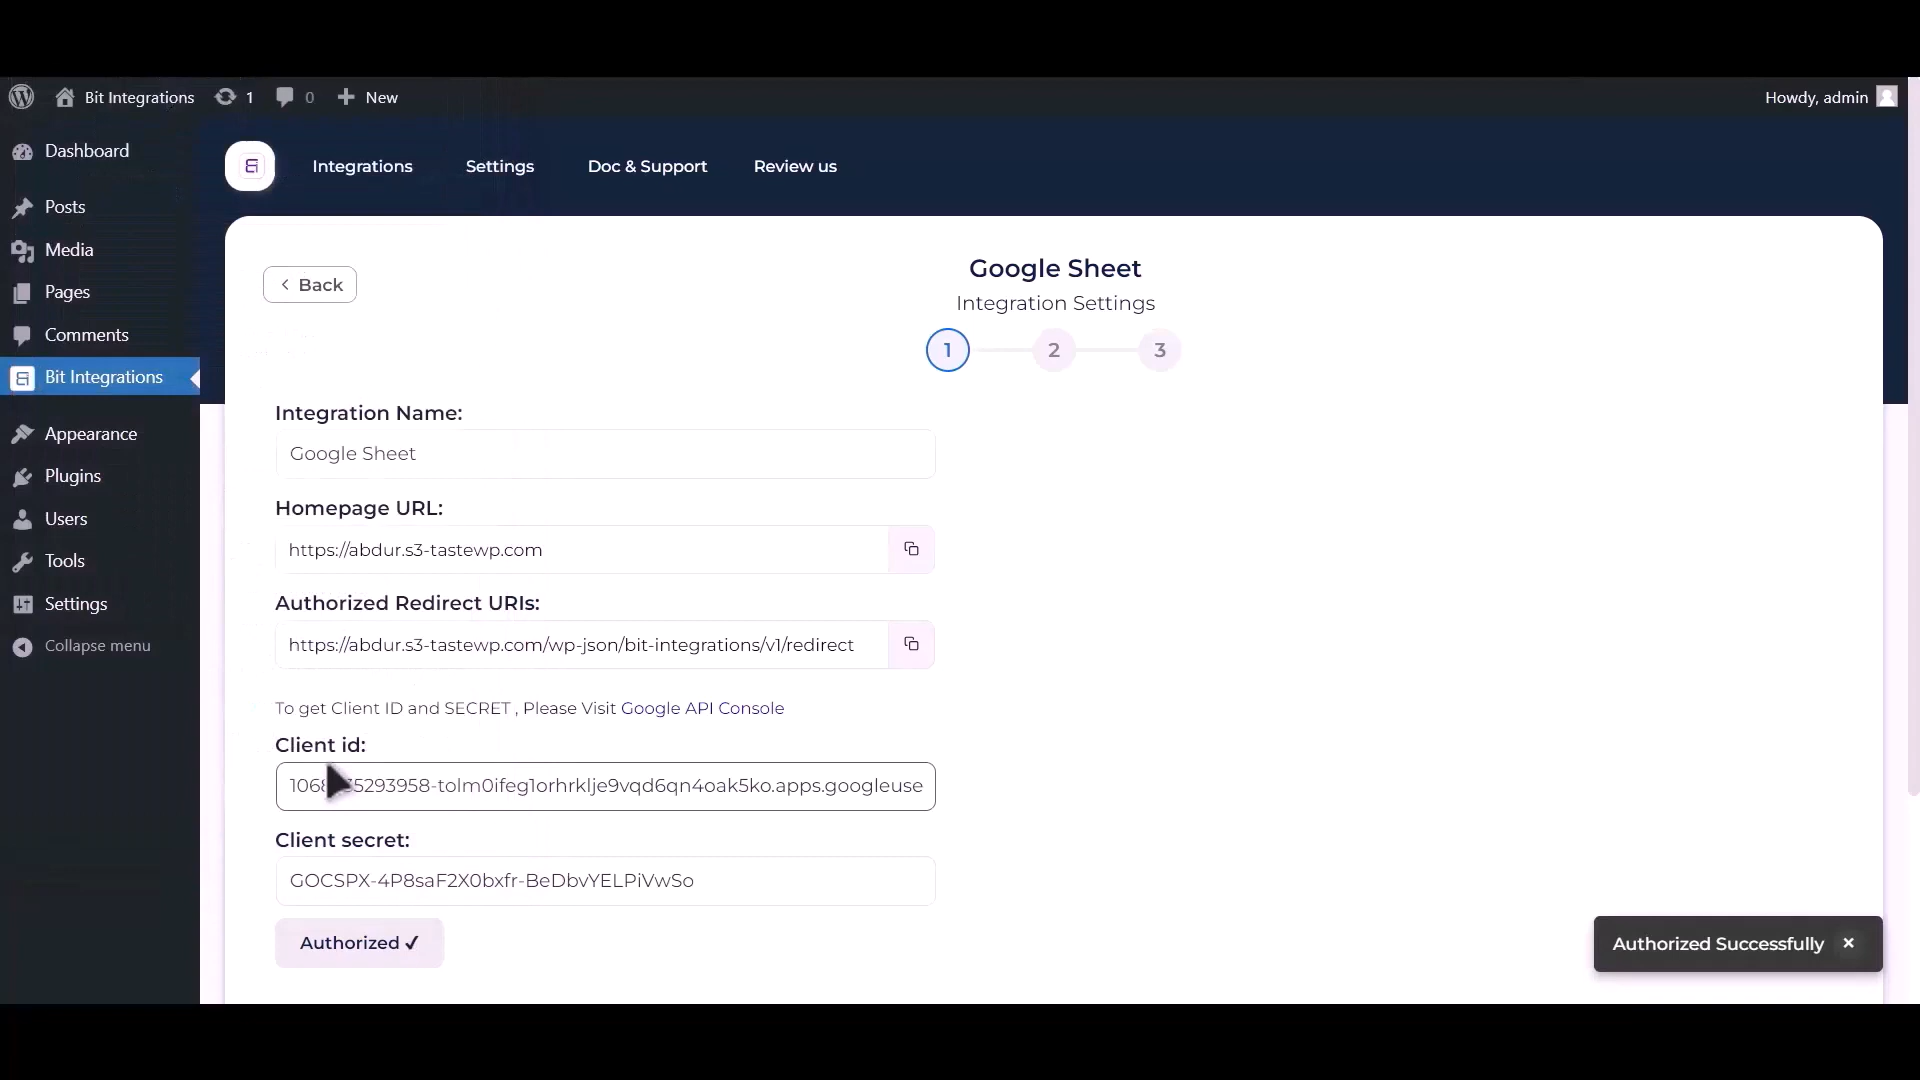 Bit Integrations 1 0 New Howdy, admin
Dashboard
Posts
Media
Pages
Comments
Bit Integrations
Appearance
Plugins
Users
Tools
Settings
Collapse menu
Integrations Settings Doc & Support Review us
Back
Google Sheet
Integration Settings
1 2 3
Integration Name:
Google Sheet
Homepage URL:
https://abdur.s3-tastewp.com
Authorized Redirect URIs:
https://abdur.s3-tastewp.com/wp-json/bit-integrations/v1/redirect
To get Client ID and SECRET , Please Visit Google API Console
Client id:
Client secret:
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
Authorized ✓
Authorized Successfully ×